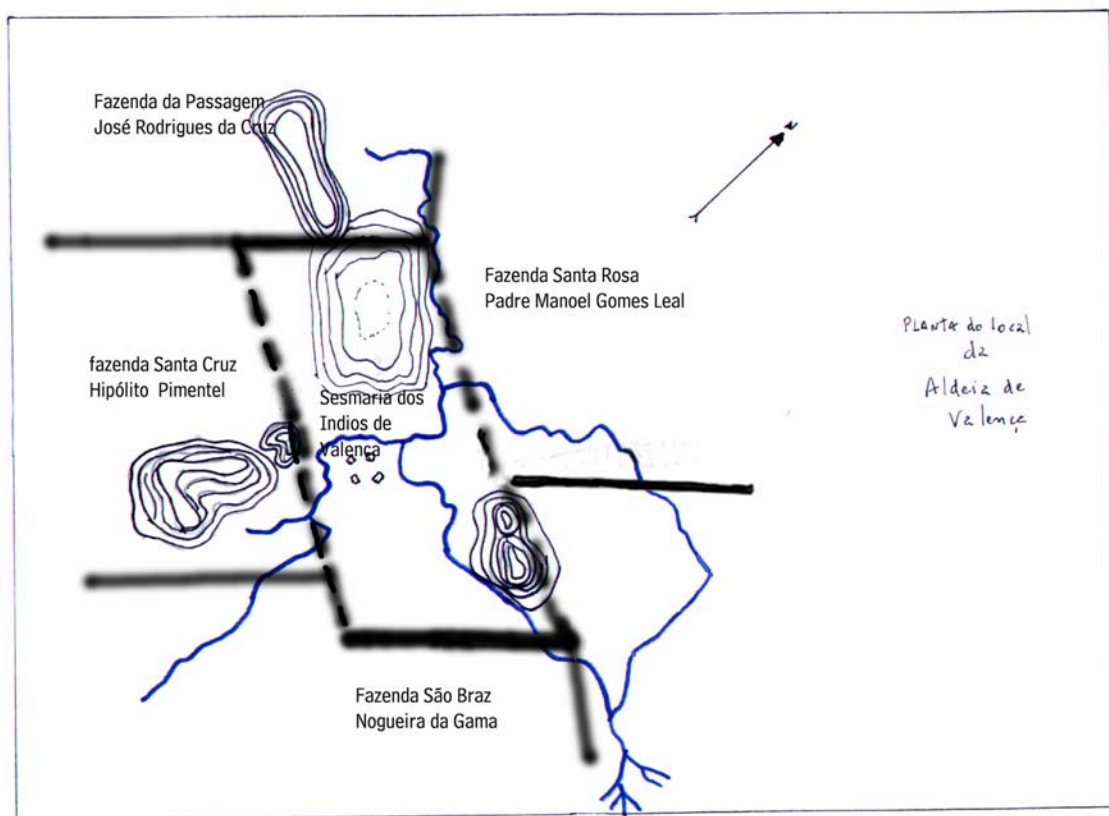 Fazenda da Passagem
José Rodrigues da Cruz
Fazenda Santa Rosa
Padre Manoel Gomes Leal
PLANTA do local
da
Aldeia de
Valença
fazenda Santa Cruz
Hipólito Pimentel
Sesmaria dos
Indios de
Valença
Fazenda São Braz
Nogueira da Gama